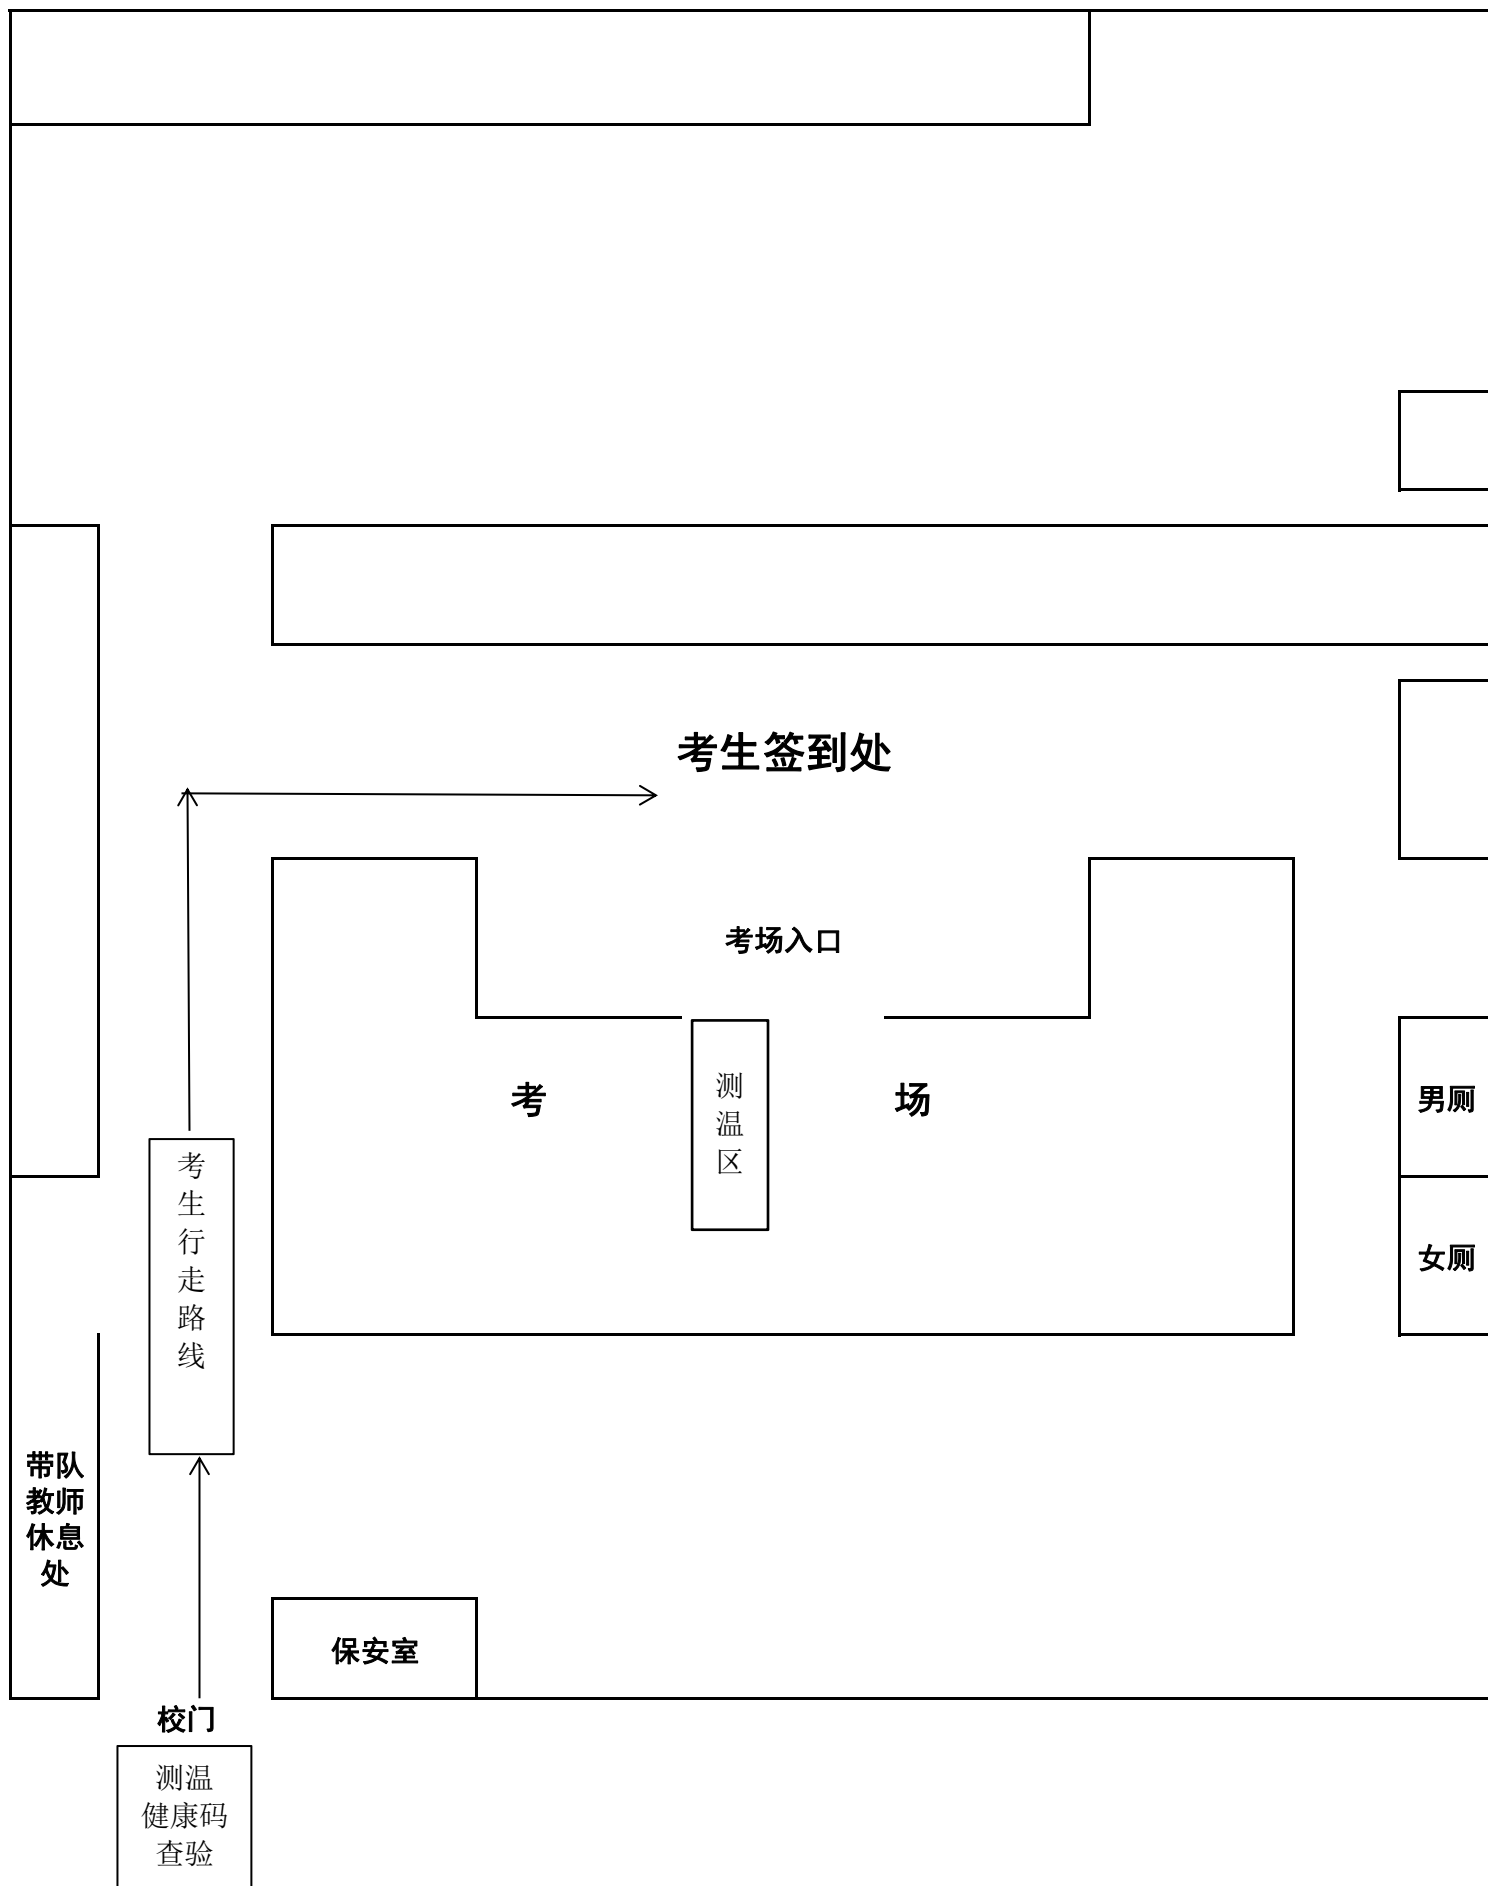 考生签到处
考场入口
考 场
测
温
区
男厕
女厕
考
生
行
走
路
线
带队
教师
休息
处
保安室
校门
测温
健康码
查验